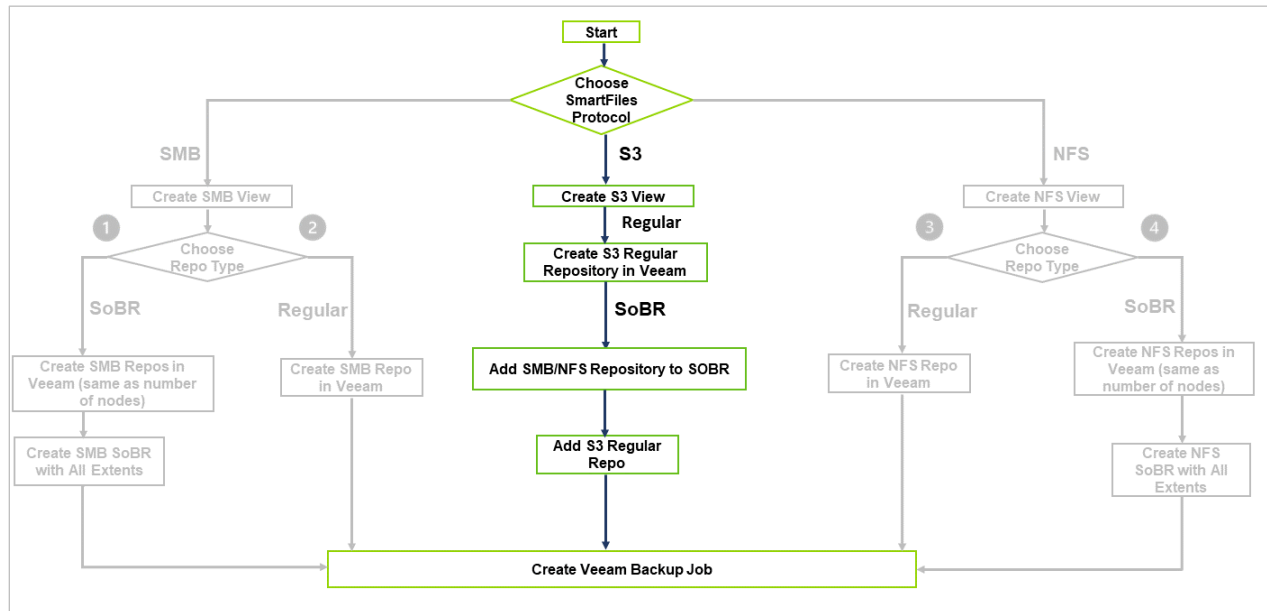 Start
Choose
SmartFiles
Protocol
SMB
S3
NFS
Create SMB View
Create S3 View
Create NFS View
1
2
Regular
3
4
Choose
Repo Type
Create S3 Regular
Repository in Veeam
Choose
Repo Type
SoBR
Regular
SoBR
Regular
SoBR
Create SMB Repos in
Veeam (same as number
of nodes)
Create SMB Repo
in Veeam
Add SMB/NFS Repository to SOBR
Create NFS Repo
in Veeam
Create NFS Repos in
Veeam (same as
number of nodes)
Create SMB SoBR
with All Extents
Add S3 Regular
Repo
Create NFS
SoBR with All
Extents
Create Veeam Backup Job